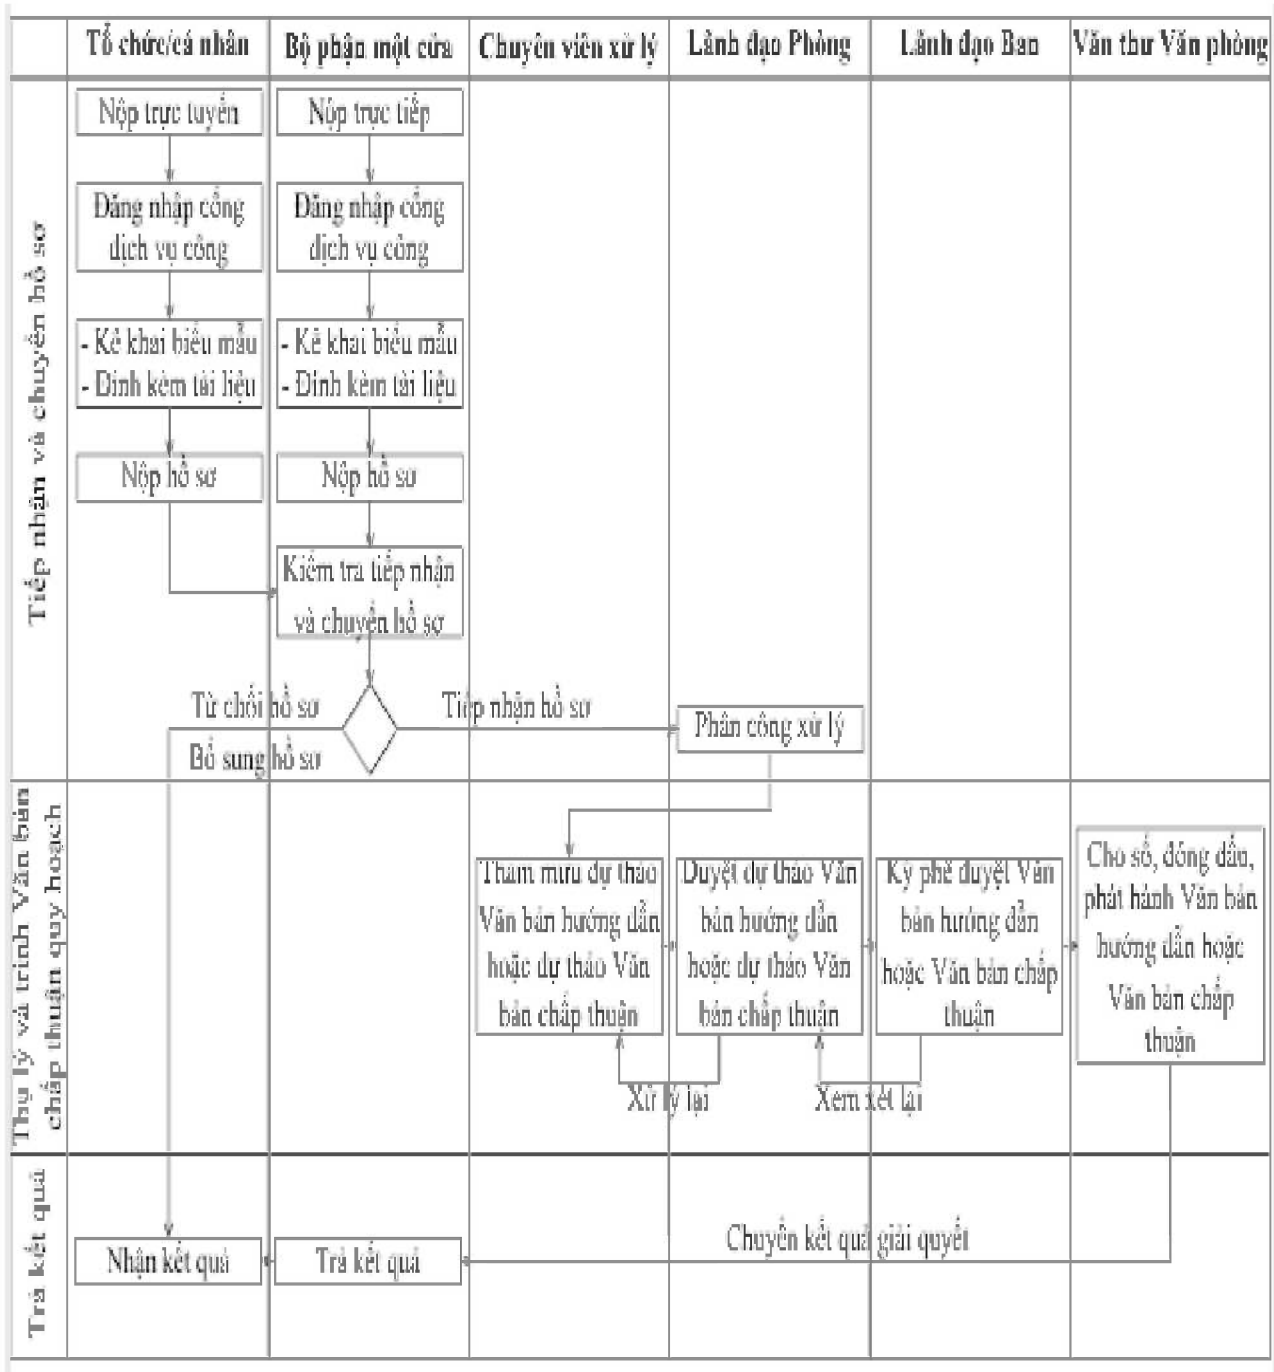 Tổ chức/cá nhân
Bộ phận một cửa
Chuyên viên xử lý
Lãnh đạo Phòng
Lãnh đạo Ban
Văn thư Văn phòng
Tiếp nhận và chuyển hồ sơ
Nộp trực tuyến
Nộp trực tiếp
Đăng nhập cổng
dịch vụ công
Đăng nhập cổng
dịch vụ công
- Kê khai biểu mẫu
- Đính kèm tài liệu
- Kê khai biểu mẫu
- Đính kèm tài liệu
Nộp hồ sơ
Nộp hồ sơ
Kiểm tra tiếp nhận
và chuyển hồ sơ
Từ chối hồ sơ
Bổ sung hồ sơ
Tiếp nhận hồ sơ
Phân công xử lý
Thụ lý và trình Văn bản
chấp thuận quy hoạch
Tham mưu dự thảo
Văn bản hướng dẫn
hoặc dự thảo Văn
bản chấp thuận
Duyệt dự thảo Văn
bản hướng dẫn
hoặc dự thảo Văn
bản chấp thuận
Ký phê duyệt Văn
bản hướng dẫn
hoặc Văn bản chấp
thuận
Cho số, đóng dấu,
phát hành Văn bản
hướng dẫn hoặc
Văn bản chấp
thuận
Xử lý lại
Xem xét lại
Trả kết quả
Chuyển kết quả giải quyết
Nhận kết quả
Trả kết quả